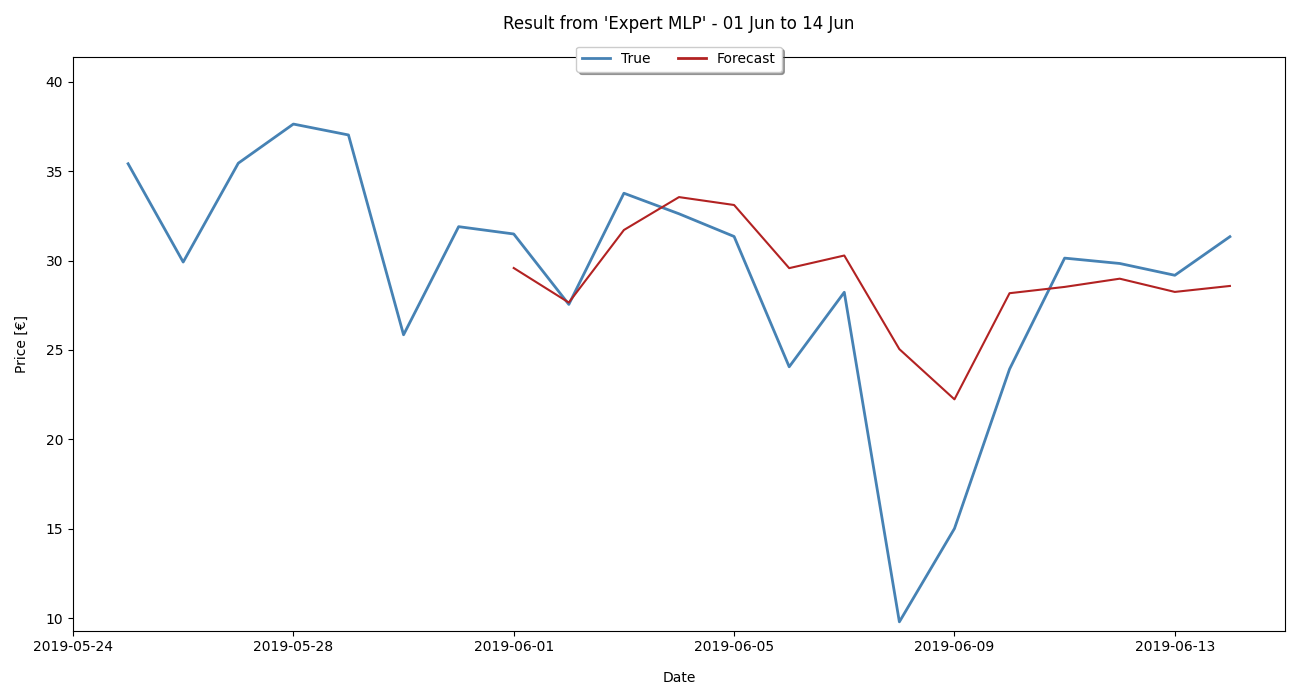 Result from 'Expert MLP' - 01 Jun to 14 Jun
True Forecast
40
35
30
25
20
15
10
Price [€]
2019-05-24 2019-05-28 2019-06-01 2019-06-05 2019-06-09 2019-06-13
Date